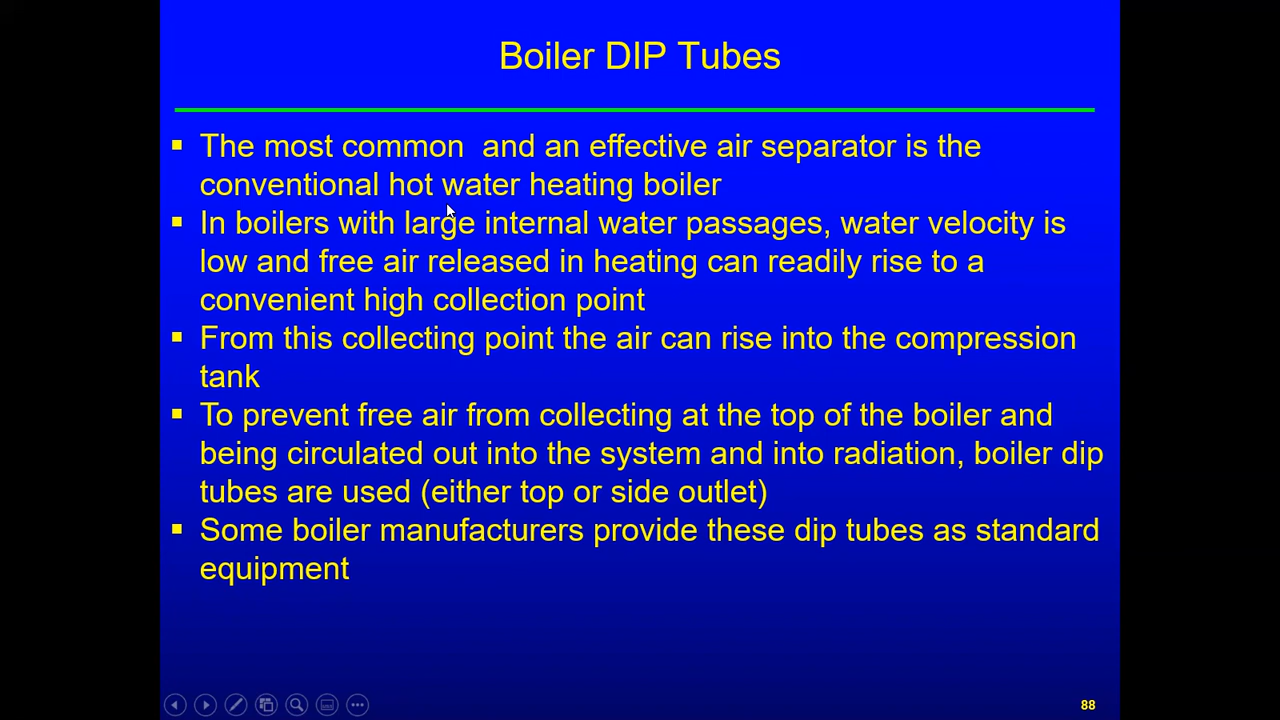 Boiler DIP Tubes
▪ The most common  and an effective air separator is the
conventional hot water heating boiler
▪ In boilers with large internal water passages, water velocity is
low and free air released in heating can readily rise to a
convenient high collection point
▪ From this collecting point the air can rise into the compression
tank
▪ To prevent free air from collecting at the top of the boiler and
being circulated out into the system and into radiation, boiler dip
tubes are used (either top or side outlet)
▪ Some boiler manufacturers provide these dip tubes as standard
equipment
88